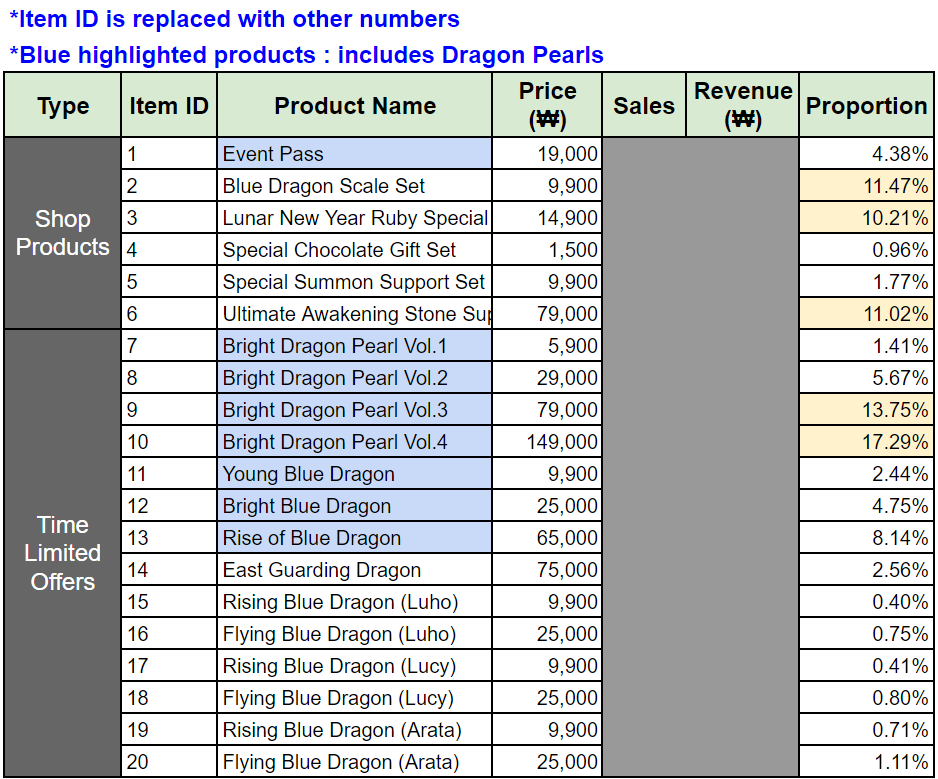 *Item ID is replaced with other numbers
*Blue highlighted products : includes Dragon Pearls
Type Item ID Product Name Price (₩) Sales Revenue (₩) Proportion
Shop Products
1 Event Pass 19,000 4.38%
2 Blue Dragon Scale Set 9,900 11.47%
3 Lunar New Year Ruby Special 14,900 10.21%
4 Special Chocolate Gift Set 1,500 0.96%
5 Special Summon Support Set 9,900 1.77%
6 Ultimate Awakening Stone Sup 79,000 11.02%
Time Limited Offers
7 Bright Dragon Pearl Vol.1 5,900 1.41%
8 Bright Dragon Pearl Vol.2 29,000 5.67%
9 Bright Dragon Pearl Vol.3 79,000 13.75%
10 Bright Dragon Pearl Vol.4 149,000 17.29%
11 Young Blue Dragon 9,900 2.44%
12 Bright Blue Dragon 25,000 4.75%
13 Rise of Blue Dragon 65,000 8.14%
14 East Guarding Dragon 75,000 2.56%
15 Rising Blue Dragon (Luho) 9,900 0.40%
16 Flying Blue Dragon (Luho) 25,000 0.75%
17 Rising Blue Dragon (Lucy) 9,900 0.41%
18 Flying Blue Dragon (Lucy) 25,000 0.80%
19 Rising Blue Dragon (Arata) 9,900 0.71%
20 Flying Blue Dragon (Arata) 25,000 1.11%